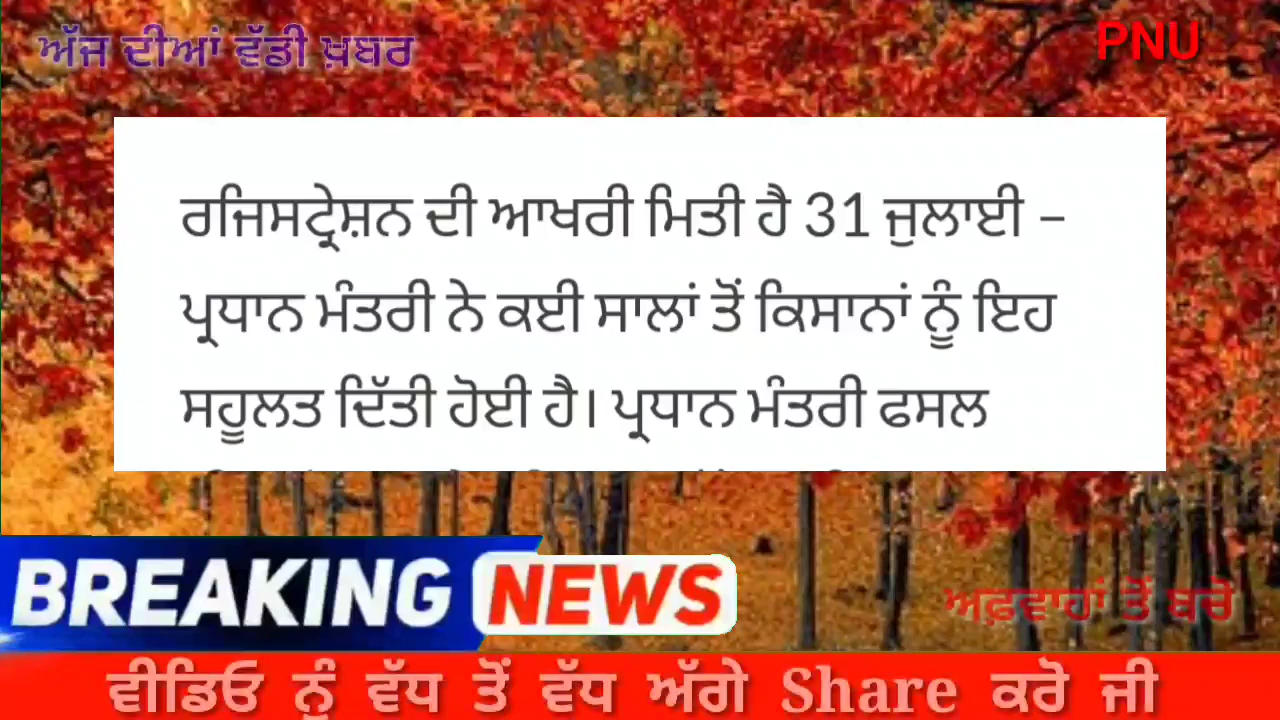 ਅੱਜ ਦੀਆਂ ਵੱਡੀ ਖ਼ਬਰ
PNU
ਰਜਿਸਟ੍ਰੇਸ਼ਨ ਦੀ ਆਖਰੀ ਮਿਤੀ ਹੈ 31 ਜੁਲਾਈ –
ਪ੍ਰਧਾਨ ਮੰਤਰੀ ਨੇ ਕਈ ਸਾਲਾਂ ਤੋਂ ਕਿਸਾਨਾਂ ਨੂੰ ਇਹ
ਸਹੂਲਤ ਦਿੱਤੀ ਹੋਈ ਹੈ। ਪ੍ਰਧਾਨ ਮੰਤਰੀ ਫਸਲ
BREAKING NEWS
ਅਫ਼ਵਾਹਾਂ ਤੋਂ ਬਚੋ
ਵੀਡਿਓ ਨੂੰ ਵੱਧ ਤੋਂ ਵੱਧ ਅੱਗੇ Share ਕਰੋ ਜੀ